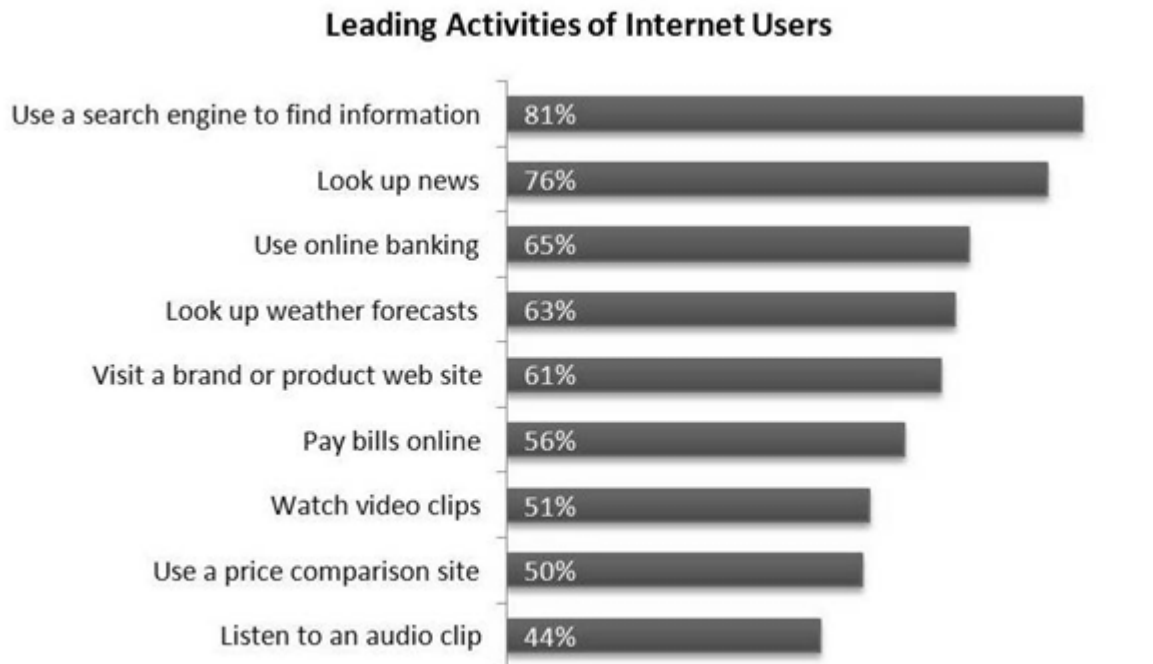 Leading Activities of Internet Users
Use a search engine to find information 81%
Look up news 76%
Use online banking 65%
Look up weather forecasts 63%
Visit a brand or product web site 61%
Pay bills online 56%
Watch video clips 51%
Use a price comparison site 50%
Listen to an audio clip 44%